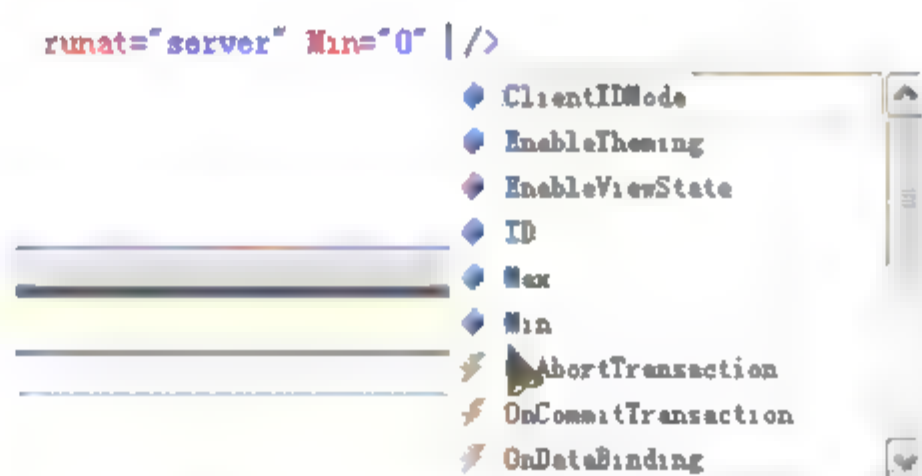 runat="server" Min="0" />
ClientIDMode
EnableTheming
EnableViewState
ID
Max
Min
AbortTransaction
OnCommitTransaction
OnDataBinding